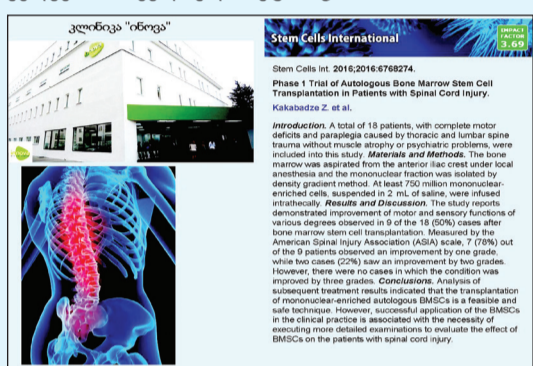 კლინიკა "ინოვა"
Stem Cells International
IMPACT
FACTOR
3.69
Stem Cells Int. 2016;2016:6768274.
Phase 1 Trial of Autologous Bone Marrow Stem Cell
Transplantation in Patients with Spinal Cord Injury.
Kakabadze Z. et al.
Introduction. A total of 18 patients, with complete motor
deficits and paraplegia caused by thoracic and lumbar spine
trauma without muscle atrophy or psychiatric problems, were
included into this study. Materials and Methods. The bone
marrow was aspirated from the anterior iliac crest under local
anesthesia and the mononuclear fraction was isolated by
density gradient method. At least 750 million mononuclear-
enriched cells, suspended in 2 mL of saline, were infused
intrathecally. Results and Discussion. The study reports
demonstrated improvement of motor and sensory functions of
various degrees observed in 9 of the 18 (50%) cases after
bone marrow stem cell transplantation. Measured by the
American Spinal Injury Association (ASIA) scale, 7 (78%) out
of the 9 patients observed an improvement by one grade,
while two cases (22%) saw an improvement by two grades.
However, there were no cases in which the condition was
improved by three grades. Conclusions. Analysis of
subsequent treatment results indicated that the transplantation
of mononuclear-enriched autologous BMSCs is a feasible and
safe technique. However, successful application of the BMSCs
in the clinical practice is associated with the necessity of
executing more detailed examinations to evaluate the effect of
BMSCs on the patients with spinal cord injury.